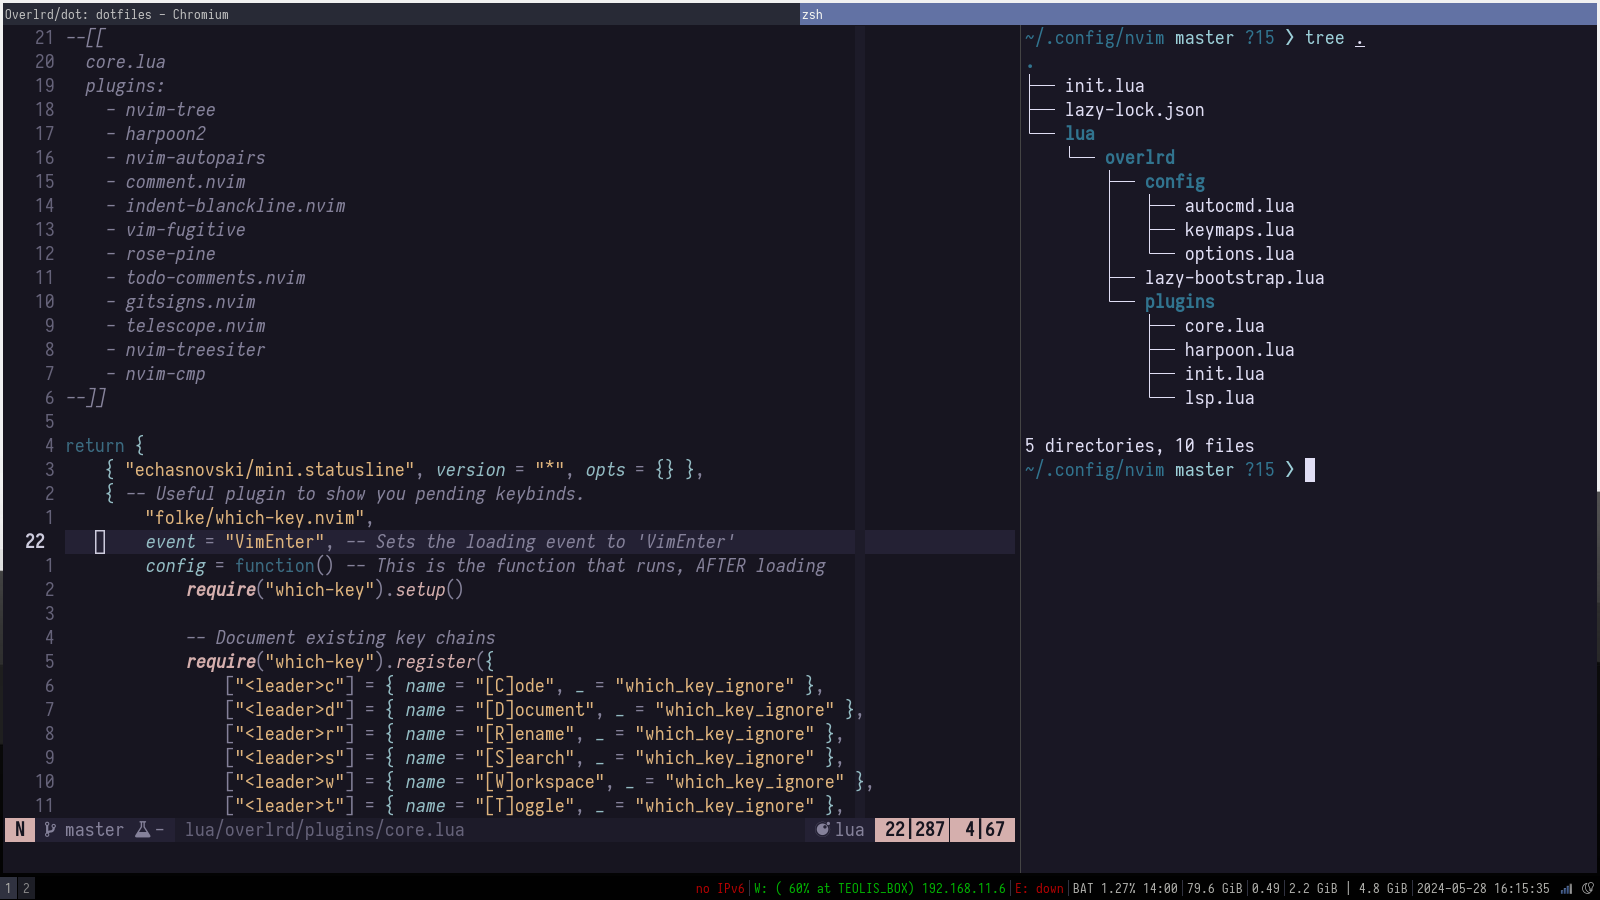 Overlrd/dot: dotfiles - Chromium
zsh
21 --[[
20 core.lua
19 plugins:
18 - nvim-tree
17 - harpoon2
16 - nvim-autopairs
15 - comment.nvim
14 - indent-blanckline.nvim
13 - vim-fugitive
12 - rose-pine
11 - todo-comments.nvim
10 - gitsigns.nvim
9 - telescope.nvim
8 - nvim-treesiter
7 - nvim-cmp
6 --]]
5
4 return {
3 { "echasnovski/mini.statusline", version = "*", opts = {} },
2 { -- Useful plugin to show you pending keybinds.
1 "folke/which-key.nvim",
22 event = "VimEnter", -- Sets the loading event to 'VimEnter'
1 config = function() -- This is the function that runs, AFTER loading
2 require("which-key").setup()
3
4 -- Document existing key chains
5 require("which-key").register({
6 ["<leader>c"] = { name = "[C]ode", _ = "which_key_ignore" },
7 ["<leader>d"] = { name = "[D]ocument", _ = "which_key_ignore" },
8 ["<leader>r"] = { name = "[R]ename", _ = "which_key_ignore" },
9 ["<leader>s"] = { name = "[S]earch", _ = "which_key_ignore" },
10 ["<leader>w"] = { name = "[W]orkspace", _ = "which_key_ignore" },
11 ["<leader>t"] = { name = "[T]oggle", _ = "which_key_ignore" },
N master - lua/overlrd/plugins/core.lua lua 22|287 4|67
~/.config/nvim master ?15 ❯ tree .
.
├── init.lua
├── lazy-lock.json
└── lua
└── overlrd
├── config
│ ├── autocmd.lua
│ ├── keymaps.lua
│ └── options.lua
├── lazy-bootstrap.lua
└── plugins
├── core.lua
├── harpoon.lua
├── init.lua
└── lsp.lua
5 directories, 10 files
~/.config/nvim master ?15 ❯
1 2
no IPv6|W: ( 60% at TEOLIS_BOX) 192.168.11.6|E: down|BAT 1.27% 14:00|79.6 GiB|0.49|2.2 GiB | 4.8 GiB|2024-05-28 16:15:35